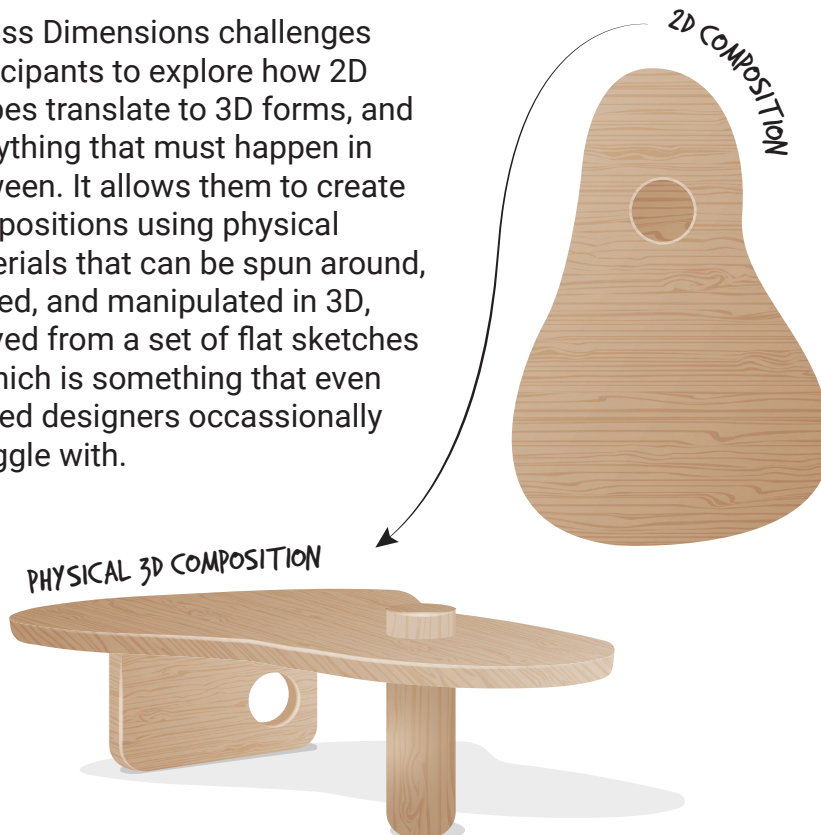 ss Dimensions challenges
cipants to explore how 2D
pes translate to 3D forms, and
ything that must happen in
ween. It allows them to create
positions using physical
erials that can be spun around,
ed, and manipulated in 3D,
ved from a set of flat sketches
hich is something that even
ed designers occassionally
ggle with.
2D COMPOSITION
PHYSICAL 3D COMPOSITION